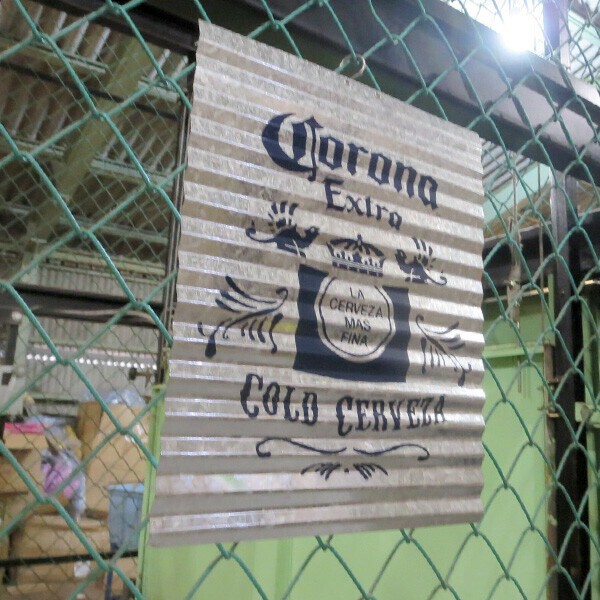 Corona
Extra
LA
CERVEZA
MAS
FINA
COLD CERVEZA